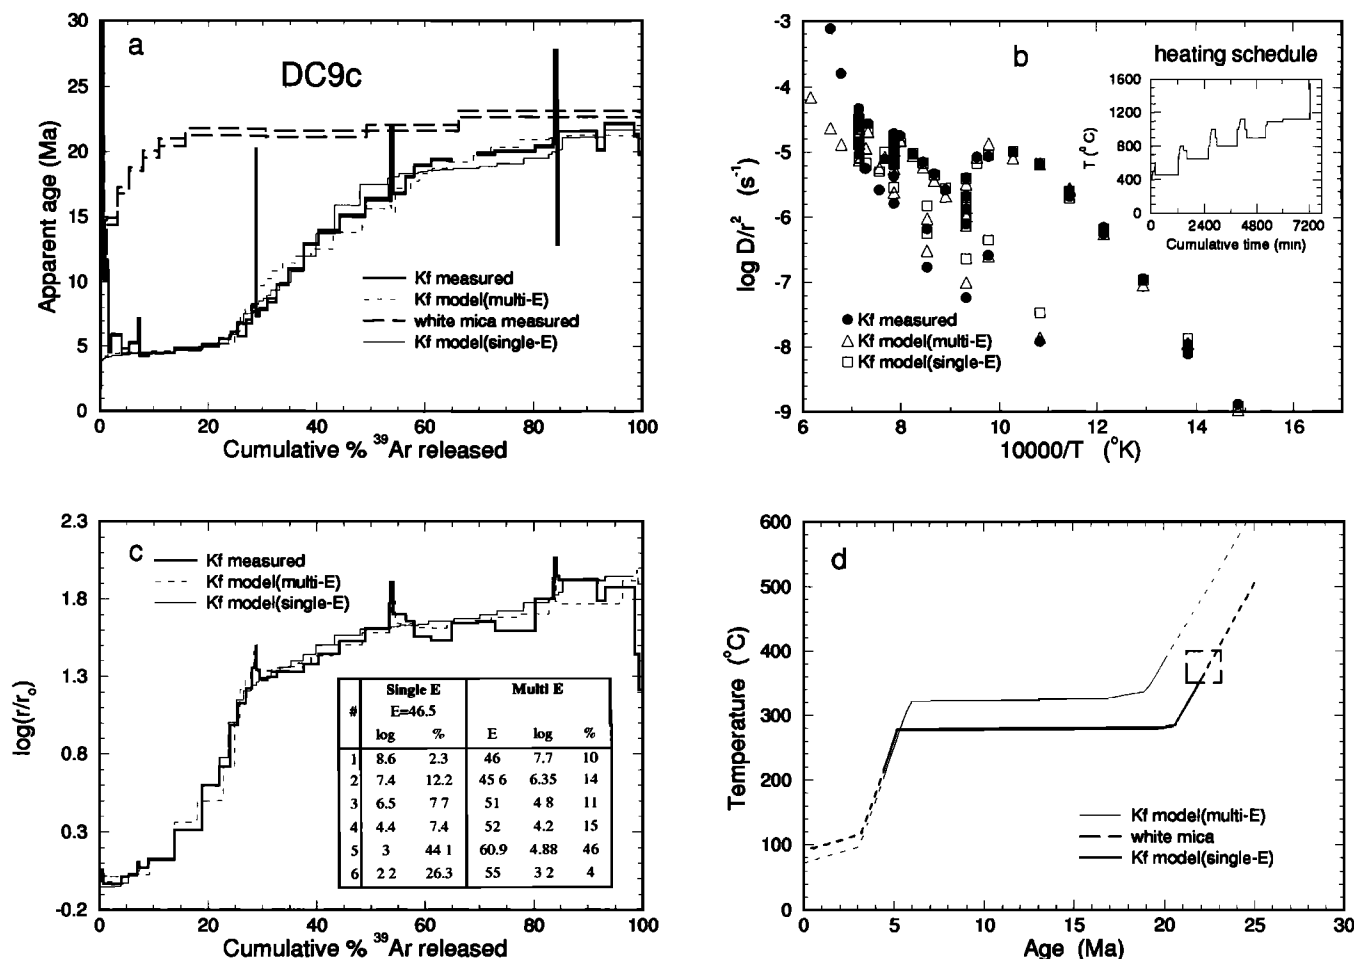 a
DC9c
Apparent age (Ma)
30
25
20
15
10
5
0
Kf measured
Kf model(multi-E)
white mica measured
Kf model(single-E)
0 20 40 60 80 100
Cumulative % ³⁹Ar released
b
heating schedule
log D/r² (s⁻¹)
-3
-4
-5
-6
-7
-8
-9
T (°C)
1600
1200
800
400
0
0 2400 4800 7200
Cumulative time (min)
Kf measured
Kf model(multi-E)
Kf model(single-E)
6 8 10 12 14 16
10000/T (°K)
c
log(r/r₀)
2.3
1.8
1.3
0.8
0.3
-0.2
Kf measured
Kf model(multi-E)
Kf model(single-E)
Single E Multi E
# E=46.5
log % E log %
1 8.6 2.3 46 7.7 10
2 7.4 12.2 45 6 6.35 14
3 6.5 7 7 51 4 8 11
4 4.4 7.4 52 4.2 15
5 3 44 1 60.9 4.88 46
6 2 2 26.3 55 3 2 4
0 20 40 60 80 100
Cumulative % ³⁹Ar released
d
Temperature (°C)
600
500
400
300
200
100
0
Kf model(multi-E)
white mica
Kf model(single-E)
0 5 10 15 20 25 30
Age (Ma)